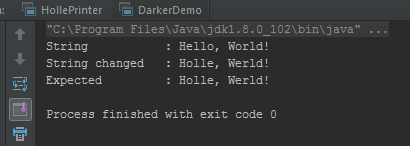 n: HollePrinter DarkerDemo
"C:\Program Files\Java\jdk1.8.0_102\bin\java" ...
String : Hello, World!
String changed : Holle, Werld!
Expected : Holle, Werld!
Process finished with exit code 0